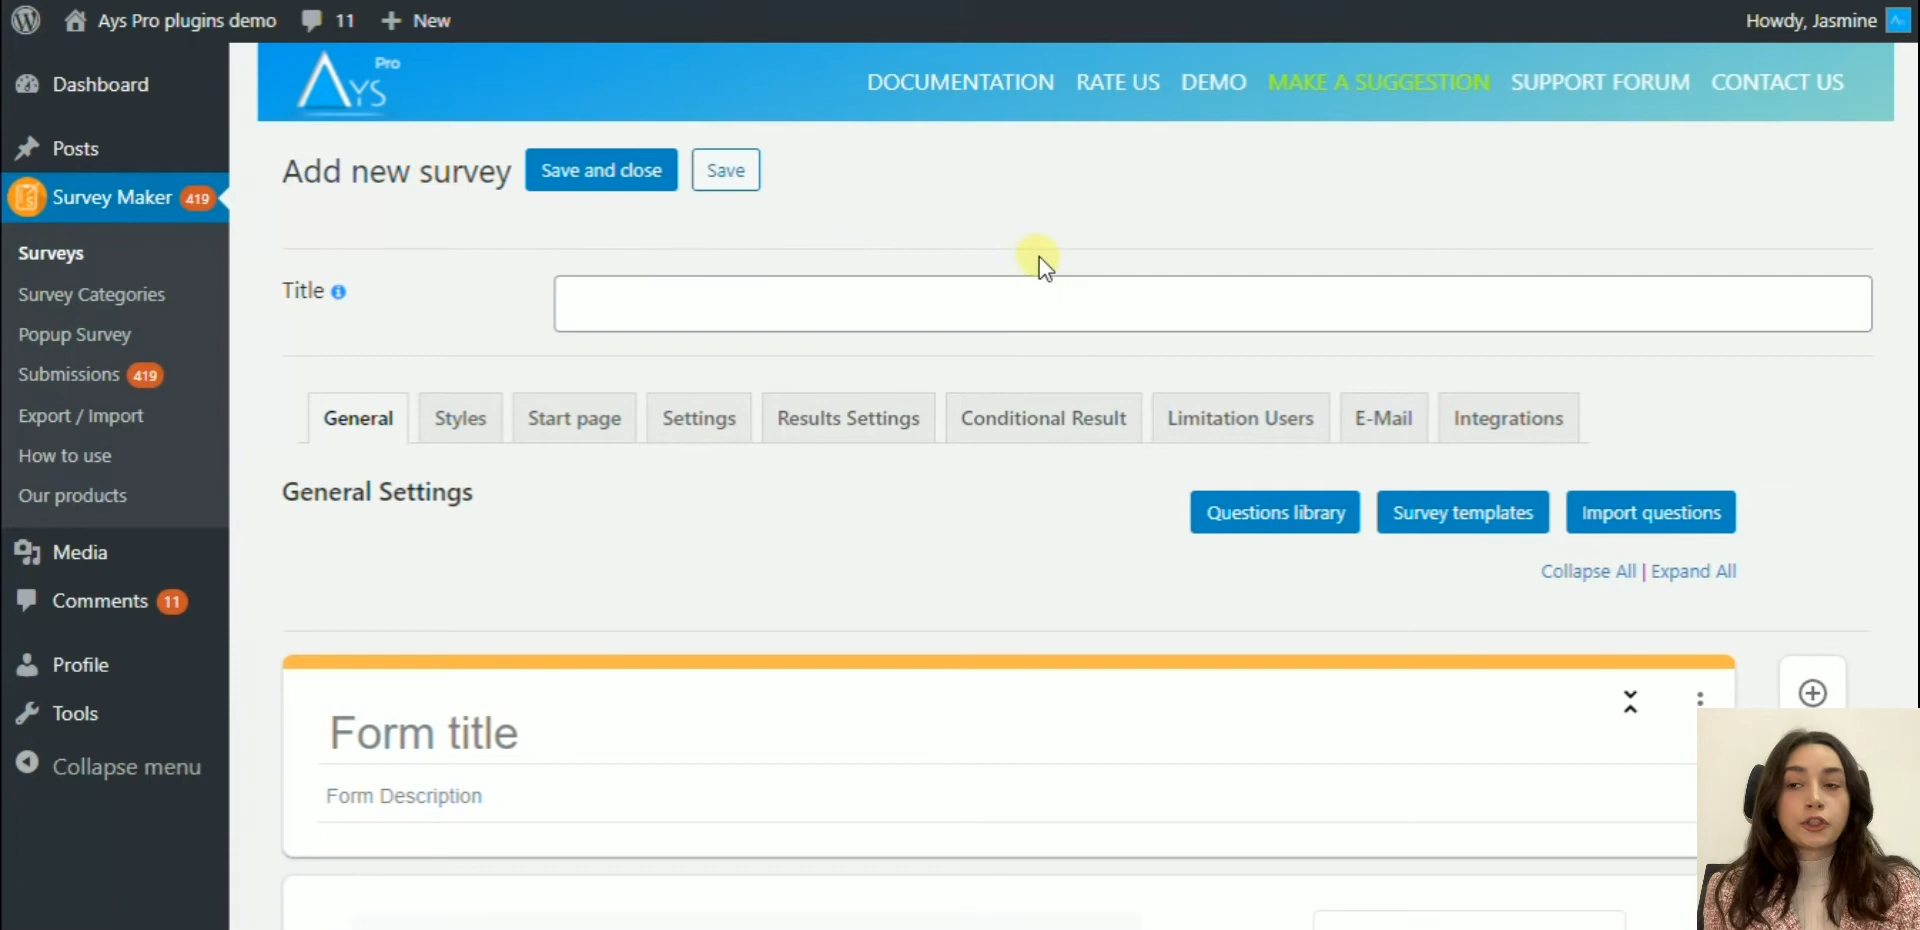 Ays Pro plugins demo 11 New Howdy, Jasmine
Dashboard
Posts
Survey Maker 419
Surveys
Survey Categories
Popup Survey
Submissions 419
Export / Import
How to use
Our products
Media
Comments 11
Profile
Tools
Collapse menu
AYS Pro
DOCUMENTATION RATE US DEMO MAKE A SUGGESTION SUPPORT FORUM CONTACT US
Add new survey Save and close Save
Title
General Styles Start page Settings Results Settings Conditional Result Limitation Users E-Mail Integrations
General Settings
Questions library Survey templates Import questions
Collapse All | Expand All
Form title
Form Description